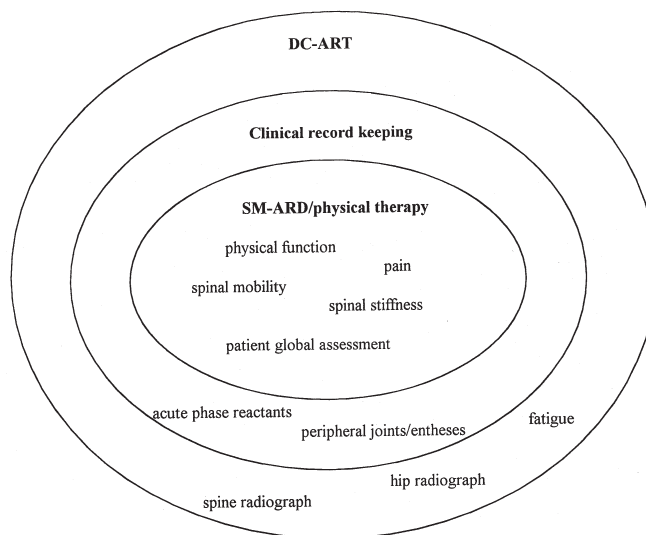 DC-ART
Clinical record keeping
SM-ARD/physical therapy
physical function
pain
spinal mobility
spinal stiffness
patient global assessment
acute phase reactants
peripheral joints/entheses
fatigue
hip radiograph
spine radiograph